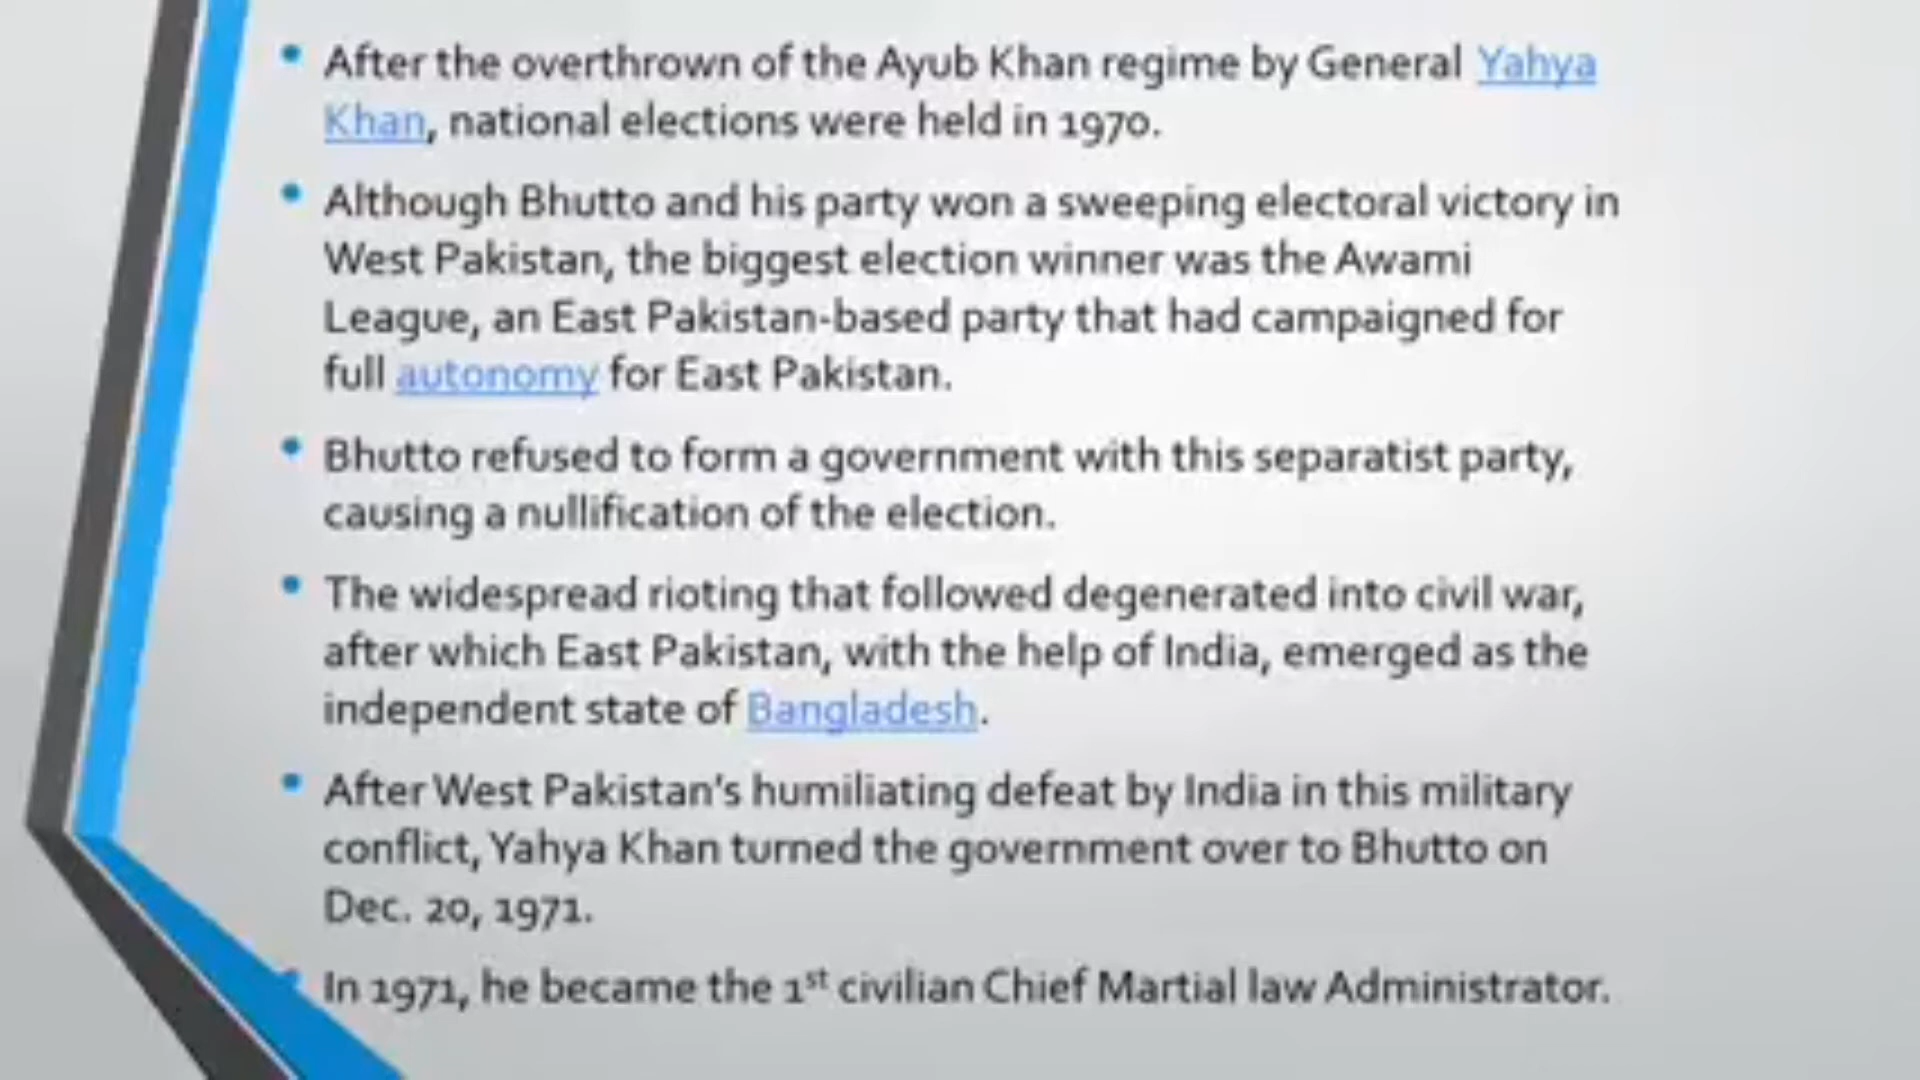 • After the overthrown of the Ayub Khan regime by General Yahya
Khan, national elections were held in 1970.
• Although Bhutto and his party won a sweeping electoral victory in
West Pakistan, the biggest election winner was the Awami
League, an East Pakistan-based party that had campaigned for
full autonomy for East Pakistan.
• Bhutto refused to form a government with this separatist party,
causing a nullification of the election.
• The widespread rioting that followed degenerated into civil war,
after which East Pakistan, with the help of India, emerged as the
independent state of Bangladesh.
• After West Pakistan's humiliating defeat by India in this military
conflict, Yahya Khan turned the government over to Bhutto on
Dec. 20, 1971.
• In 1971, he became the 1st civilian Chief Martial law Administrator.